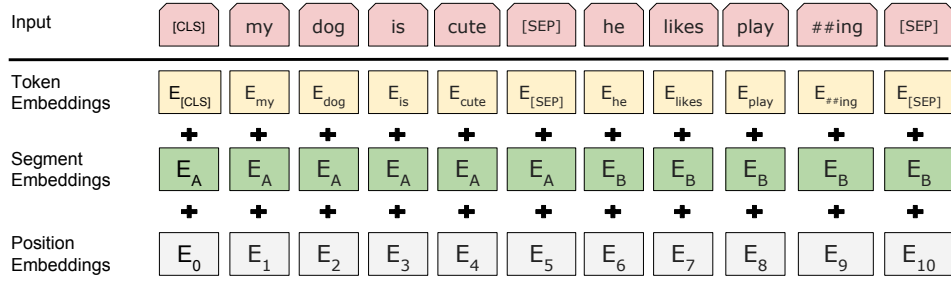 Input [CLS] my dog is cute [SEP] he likes play ##ing [SEP]
Token
Embeddings
E[CLS] Emy Edog Eis Ecute E[SEP] Ehe Elikes Eplay E##ing E[SEP]
+ + + + + + + + + + +
Segment
Embeddings
EA EA EA EA EA EA EB EB EB EB EB
+ + + + + + + + + + +
Position
Embeddings
E0 E1 E2 E3 E4 E5 E6 E7 E8 E9 E10